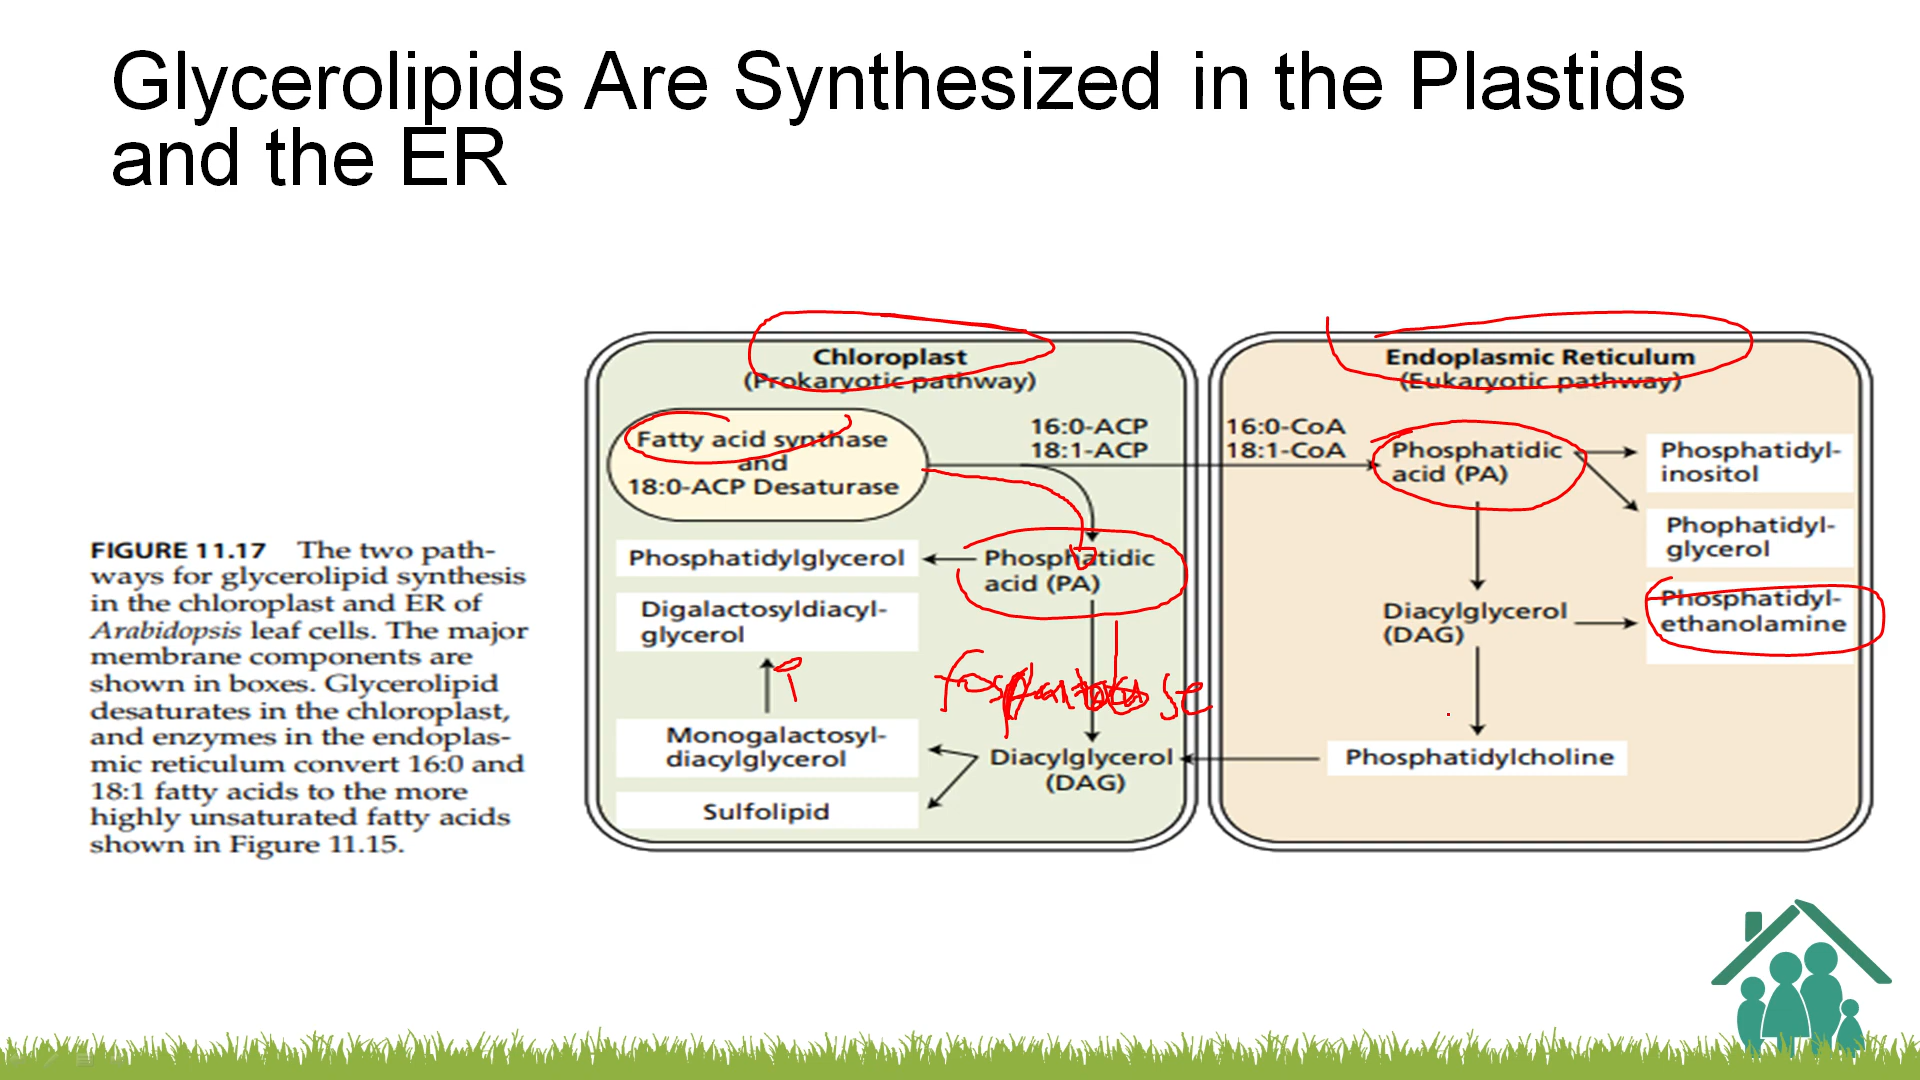 Glycerolipids Are Synthesized in the Plastids
and the ER
FIGURE 11.17 The two path-
ways for glycerolipid synthesis
in the chloroplast and ER of
Arabidopsis leaf cells. The major
membrane components are
shown in boxes. Glycerolipid
desaturates in the chloroplast,
and enzymes in the endoplas-
mic reticulum convert 16:0 and
18:1 fatty acids to the more
highly unsaturated fatty acids
shown in Figure 11.15.
Chloroplast
(Prokaryotic pathway)
Fatty acid synthase
and
18:0-ACP Desaturase
16:0-ACP
18:1-ACP
Phosphatidylglycerol
Phosphatidic
acid (PA)
Digalactosyldiacyl-
glycerol
Monogalactosyl-
diacylglycerol
Diacylglycerol
(DAG)
Sulfolipid
Endoplasmic Reticulum
(Eukaryotic pathway)
16:0-CoA
18:1-CoA
Phosphatidic
acid (PA)
Phosphatidyl-
inositol
Phophatidyl-
glycerol
Diacylglycerol
(DAG)
Phosphatidyl-
ethanolamine
Phosphatidylcholine